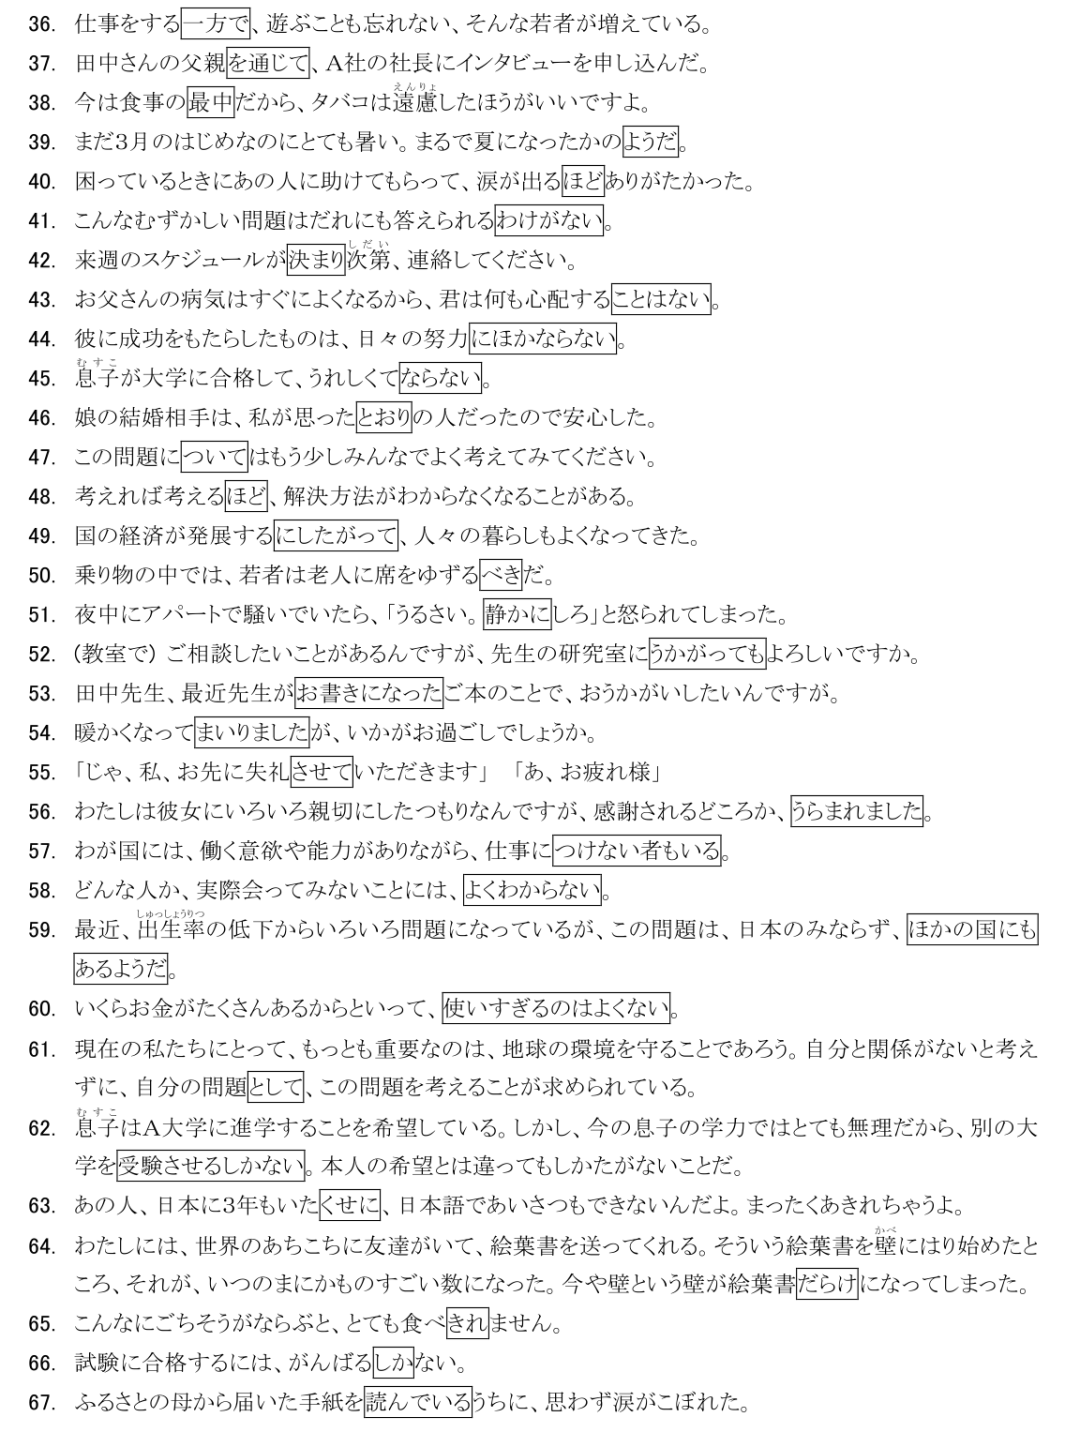 36. 仕事をする一方で、遊ぶことも忘れない、そんな若者が増えている。
37. 田中さんの父親を通じて、A社の社長にインタビューを申し込んだ。
えんりょ
38. 今は食事の最中だから、タバコは遠慮したほうがいいですよ。
39. まだ3月のはじめなのにとても暑い。まるで夏になったかのようだ。
40. 困っているときにあの人に助けてもらって、涙が出るほどありがたかった。
41. こんなむずかしい問題はだれにも答えられるわけがない。
しだい
42. 来週のスケジュールが決まり次第、連絡してください。
43. お父さんの病気はすぐによくなるから、君は何も心配することはない。
44. 彼に成功をもたらしたものは、日々の努力にほかならない。
むすこ
45. 息子が大学に合格して、うれしくてならない。
46. 娘の結婚相手は、私が思ったとおりの人だったので安心した。
47. この問題についてはもう少しみんなでよく考えてみてください。
48. 考えれば考えるほど、解決方法がわからなくなることがある。
49. 国の経済が発展するにしたがって、人々の暮らしもよくなってきた。
50. 乗り物の中では、若者は老人に席をゆずるべきだ。
51. 夜中にアパートで騒いでいたら、「うるさい。静かにしろ」と怒られてしまった。
52. (教室で) ご相談したいことがあるんですが、先生の研究室にうかがってもよろしいですか。
53. 田中先生、最近先生がお書きになったご本のことで、おうかがいしたいんですが。
54. 暖かくなってまいりましたが、いかがお過ごしでしょうか。
55. 「じゃ、私、お先に失礼させていただきます」 「あ、お疲れ様」
56. わたしは彼女にいろいろ親切にしたつもりなんですが、感謝されるどころか、うらまれました。
57. わが国には、働く意欲や能力がありながら、仕事につけない者もいる。
58. どんな人か、実際会ってみないことには、よくわからない。
しゅっしょうりつ
59. 最近、出生率の低下からいろいろ問題になっているが、この問題は、日本のみならず、ほかの国にも
あるようだ。
60. いくらお金がたくさんあるからといって、使いすぎるのはよくない。
61. 現在の私たちにとって、もっとも重要なのは、地球の環境を守ることであろう。自分と関係がないと考え
ずに、自分の問題として、この問題を考えることが求められている。
むすこ
62. 息子はA大学に進学することを希望している。しかし、今の息子の学力ではとても無理だから、別の大
学を受験させるしかない。本人の希望とは違ってもしかたがないことだ。
63. あの人、日本に3年もいたくせに、日本語であいさつもできないんだよ。まったくあきれちゃうよ。
かべ
64. わたしには、世界のあちこちに友達がいて、絵葉書を送ってくれる。そういう絵葉書を壁にはり始めたと
ころ、それが、いつのまにかものすごい数になった。今や壁という壁が絵葉書だらけになってしまった。
65. こんなにごちそうがならぶと、とても食べきれません。
66. 試験に合格するには、がんばるしかない。
67. ふるさとの母から届いた手紙を読んでいるうちに、思わず涙がこぼれた。